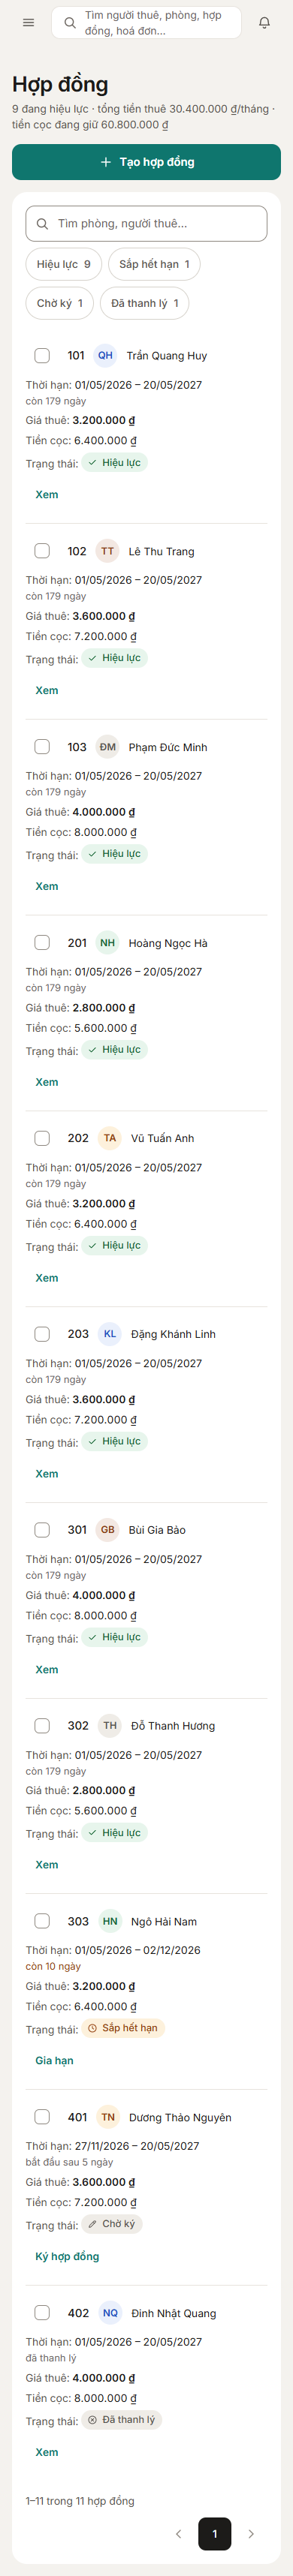 Tìm người thuê, phòng, hợp
đồng, hoá đơn...
Hợp đồng
9 đang hiệu lực · tổng tiền thuê 30.400.000 ₫/tháng ·
tiền cọc đang giữ 60.800.000 ₫
Tạo hợp đồng
Tìm phòng, người thuê...
Hiệu lực 9
Sắp hết hạn 1
Chờ ký 1
Đã thanh lý 1
101 QH Trần Quang Huy
Thời hạn: 01/05/2026 – 20/05/2027
còn 179 ngày
Giá thuê: 3.200.000 ₫
Tiền cọc: 6.400.000 ₫
Trạng thái: Hiệu lực
Xem
102 TT Lê Thu Trang
Thời hạn: 01/05/2026 – 20/05/2027
còn 179 ngày
Giá thuê: 3.600.000 ₫
Tiền cọc: 7.200.000 ₫
Trạng thái: Hiệu lực
Xem
103 ĐM Phạm Đức Minh
Thời hạn: 01/05/2026 – 20/05/2027
còn 179 ngày
Giá thuê: 4.000.000 ₫
Tiền cọc: 8.000.000 ₫
Trạng thái: Hiệu lực
Xem
201 NH Hoàng Ngọc Hà
Thời hạn: 01/05/2026 – 20/05/2027
còn 179 ngày
Giá thuê: 2.800.000 ₫
Tiền cọc: 5.600.000 ₫
Trạng thái: Hiệu lực
Xem
202 TA Vũ Tuấn Anh
Thời hạn: 01/05/2026 – 20/05/2027
còn 179 ngày
Giá thuê: 3.200.000 ₫
Tiền cọc: 6.400.000 ₫
Trạng thái: Hiệu lực
Xem
203 KL Đặng Khánh Linh
Thời hạn: 01/05/2026 – 20/05/2027
còn 179 ngày
Giá thuê: 3.600.000 ₫
Tiền cọc: 7.200.000 ₫
Trạng thái: Hiệu lực
Xem
301 GB Bùi Gia Bảo
Thời hạn: 01/05/2026 – 20/05/2027
còn 179 ngày
Giá thuê: 4.000.000 ₫
Tiền cọc: 8.000.000 ₫
Trạng thái: Hiệu lực
Xem
302 TH Đỗ Thanh Hương
Thời hạn: 01/05/2026 – 20/05/2027
còn 179 ngày
Giá thuê: 2.800.000 ₫
Tiền cọc: 5.600.000 ₫
Trạng thái: Hiệu lực
Xem
303 HN Ngô Hải Nam
Thời hạn: 01/05/2026 – 02/12/2026
còn 10 ngày
Giá thuê: 3.200.000 ₫
Tiền cọc: 6.400.000 ₫
Trạng thái: Sắp hết hạn
Gia hạn
401 TN Dương Thảo Nguyên
Thời hạn: 27/11/2026 – 20/05/2027
bắt đầu sau 5 ngày
Giá thuê: 3.600.000 ₫
Tiền cọc: 7.200.000 ₫
Trạng thái: Chờ ký
Ký hợp đồng
402 NQ Đinh Nhật Quang
Thời hạn: 01/05/2026 – 20/05/2027
đã thanh lý
Giá thuê: 4.000.000 ₫
Tiền cọc: 8.000.000 ₫
Trạng thái: Đã thanh lý
Xem
1–11 trong 11 hợp đồng
1